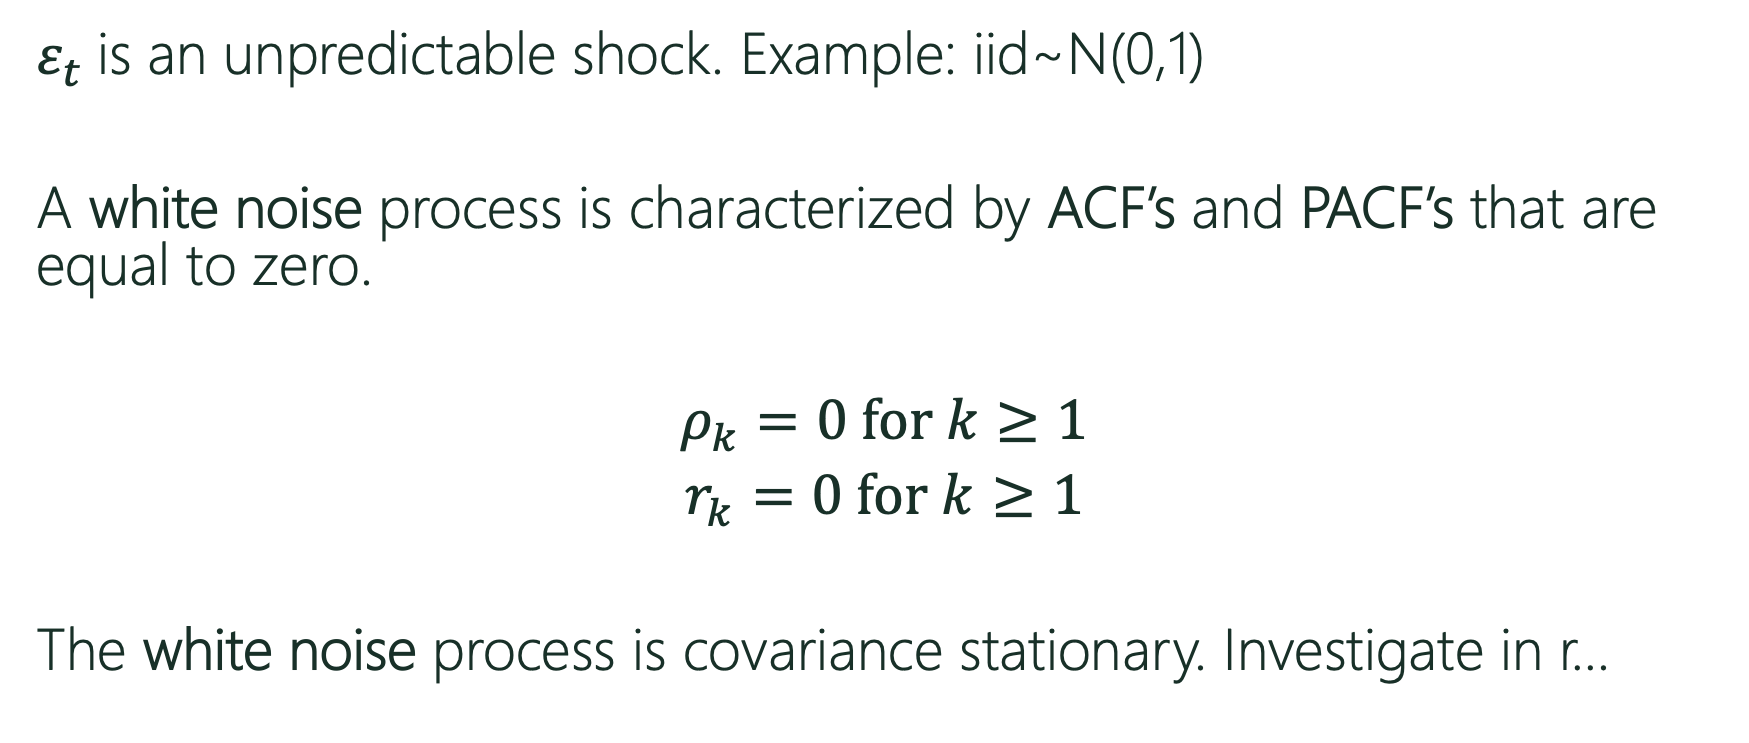 εt is an unpredictable shock. Example: iid~N(0,1)
A white noise process is characterized by ACF’s and PACF’s that are
equal to zero.
ρk = 0 for k ≥ 1
rk = 0 for k ≥ 1
The white noise process is covariance stationary. Investigate in r...